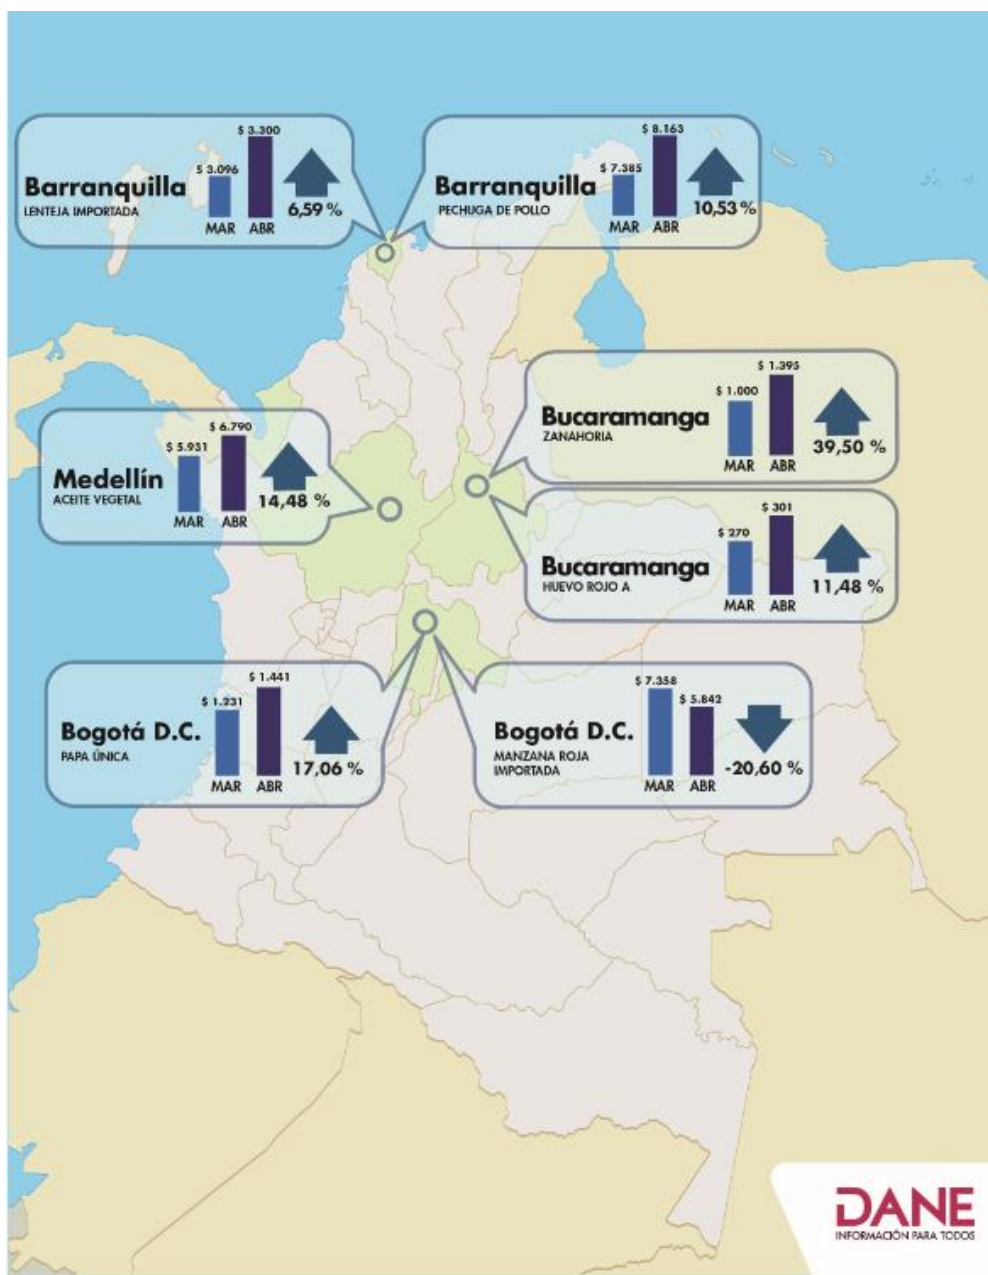 $ 3.300
$ 3.096
Barranquilla
LENTEJA IMPORTADA
6,59 %
MAR ABR
$ 8.163
$ 7.385
Barranquilla
PECHUGA DE POLLO
10,53 %
MAR ABR
$ 1.395
$ 1.000
Bucaramanga
ZANAHORIA
39,50 %
MAR ABR
$ 6.790
$ 5.931
Medellín
ACEITE VEGETAL
14,48 %
MAR ABR
$ 301
$ 270
Bucaramanga
HUEVO ROJO A
11,48 %
MAR ABR
$ 1.441
$ 1.231
Bogotá D.C.
PAPA ÚNICA
17,06 %
MAR ABR
$ 7.358
$ 5.842
Bogotá D.C.
MANZANA ROJA
IMPORTADA
-20,60 %
MAR ABR
DANE
INFORMACIÓN PARA TODOS